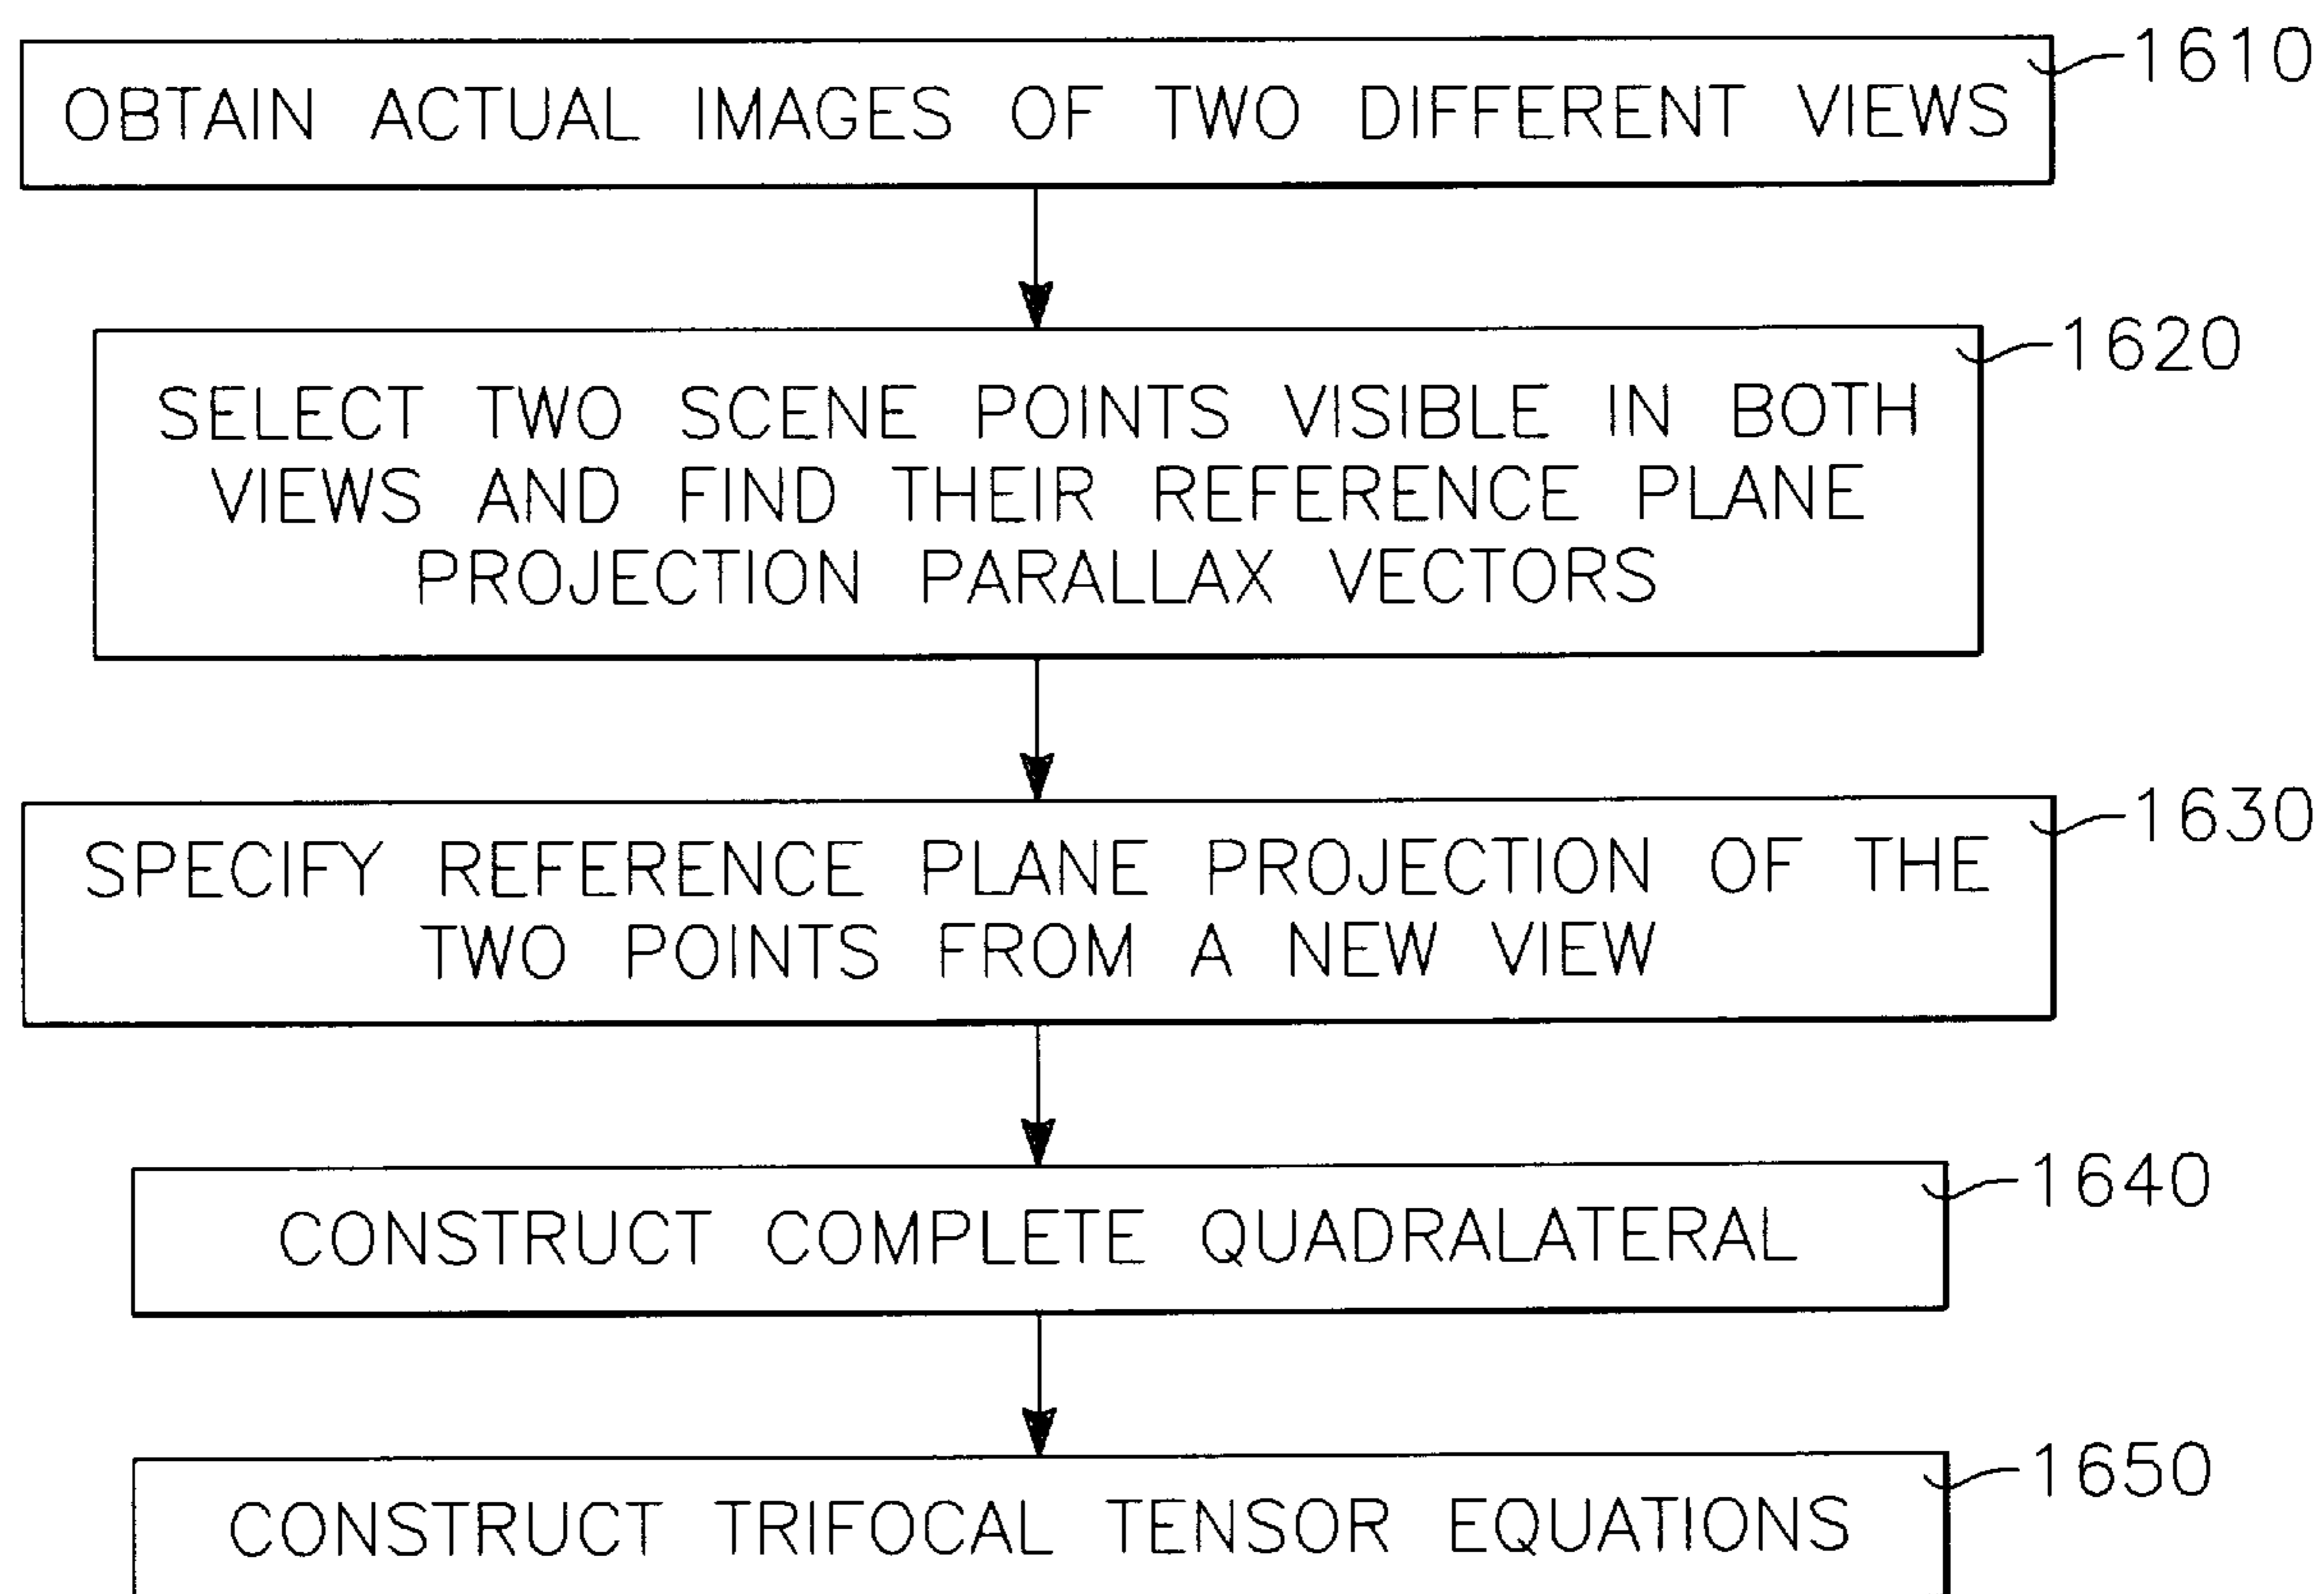 OBTAIN ACTUAL IMAGES OF TWO DIFFERENT VIEWS
1610
SELECT TWO SCENE POINTS VISIBLE IN BOTH
VIEWS AND FIND THEIR REFERENCE PLANE
PROJECTION PARALLAX VECTORS
1620
SPECIFY REFERENCE PLANE PROJECTION OF THE
TWO POINTS FROM A NEW VIEW
1630
CONSTRUCT COMPLETE QUADRALATERAL
1640
CONSTRUCT TRIFOCAL TENSOR EQUATIONS
1650